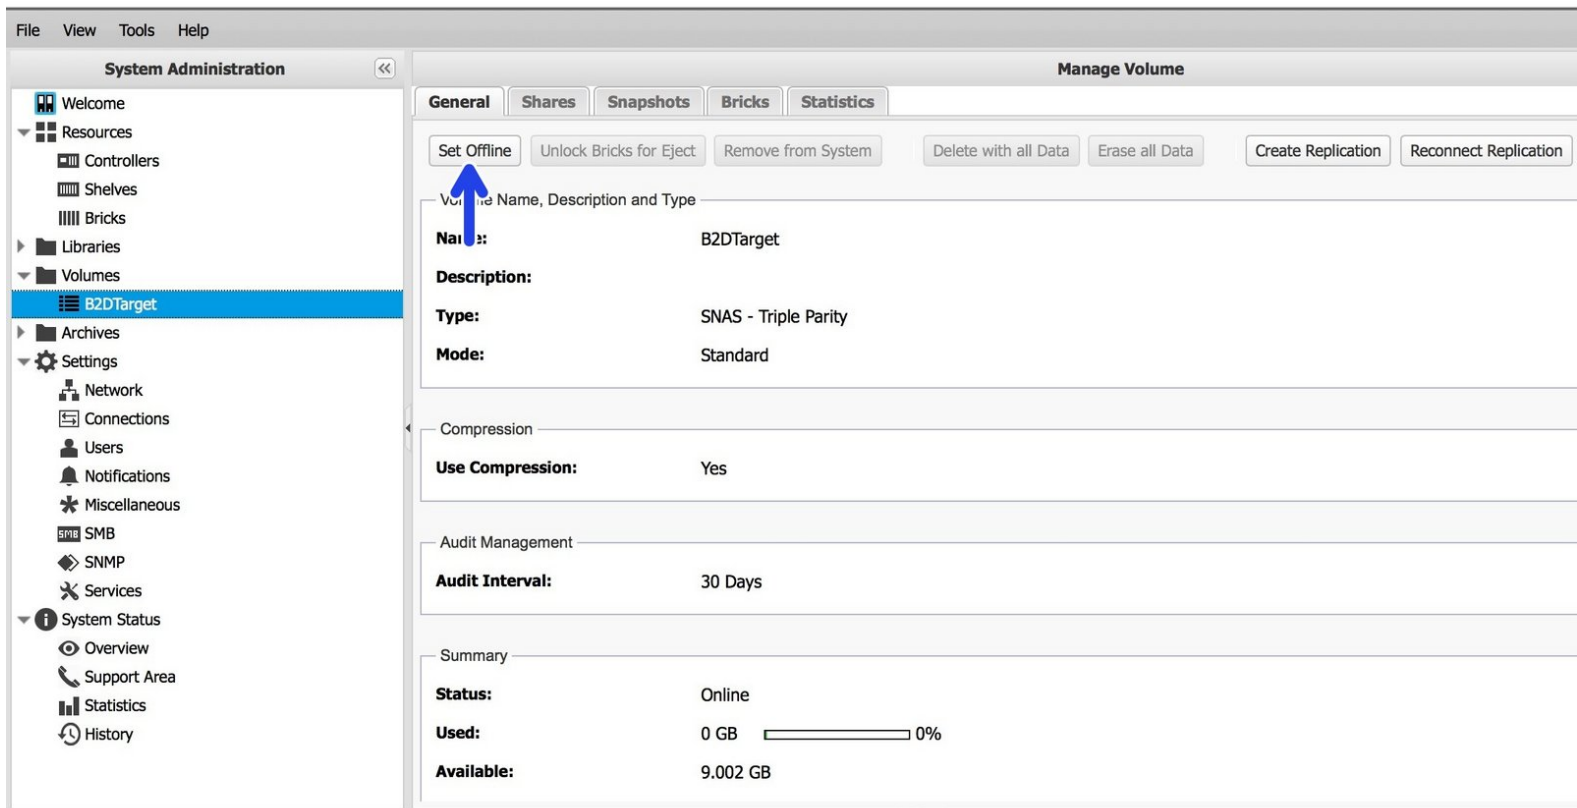 File View Tools Help
System Administration
Welcome
Resources
Controllers
Shelves
Bricks
Libraries
Volumes
B2DTarget
Archives
Settings
Network
Connections
Users
Notifications
Miscellaneous
SMB SMB
SNMP
Services
System Status
Overview
Support Area
Statistics
History
Manage Volume
General Shares Snapshots Bricks Statistics
Set Offline Unlock Bricks for Eject Remove from System Delete with all Data Erase all Data Create Replication Reconnect Replication
Name, Description and Type
B2DTarget
Description:
Type: SNAS - Triple Parity
Mode: Standard
Compression
Use Compression: Yes
Audit Management
Audit Interval: 30 Days
Summary
Status: Online
Used: 0 GB 0%
Available: 9.002 GB